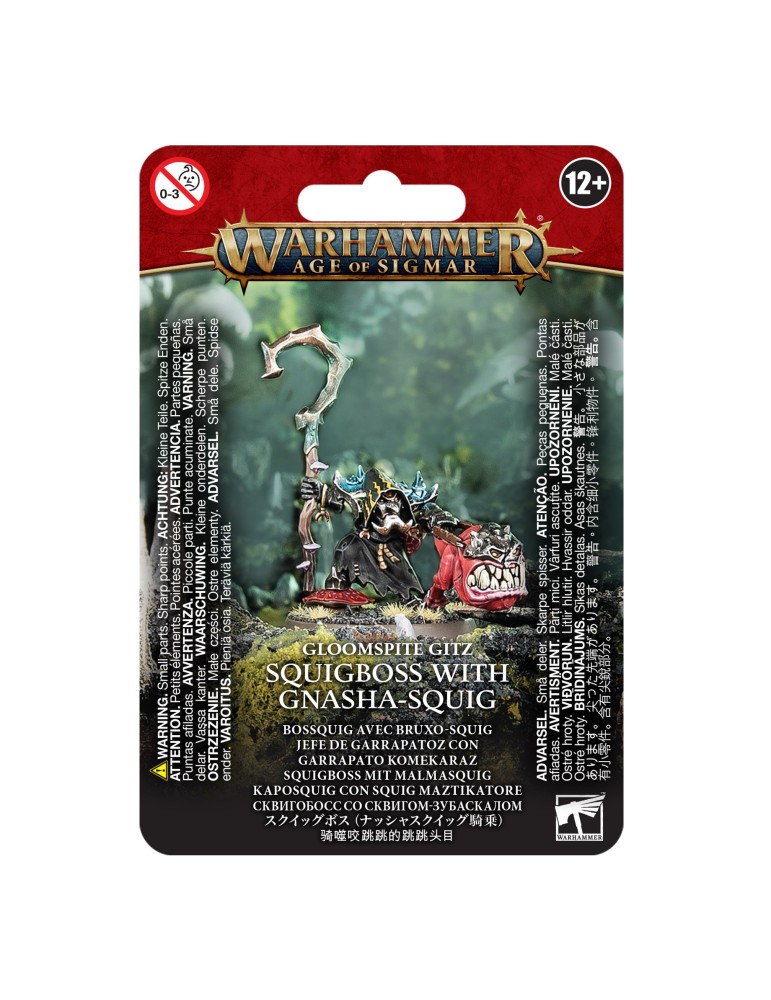 0-3
12+
WARHAMMER
®
AGE OF SIGMAR
WARNING. Small parts. Sharp points. ACHTUNG: Kleine Teile. Spitze Enden.
ATTENTION. Petits éléments. Pointes acérées. ADVERTENCIA. Partes pequeñas.
Puntas afiladas. AVVERTENZA. Piccole parti. Punte acuminate. VARNING. Små
delar. Vassa kanter. WAARSCHUWING. Kleine onderdelen. Scherpe punten.
OSTRZEŻENIE. Małe części. Ostre elementy. ADVARSEL. Små dele. Spidse
ender. VAROITUS. Pieniä osia. Teräviä kärkiä.
GLOOMSPITE GITZ
SQUIGBOSS WITH
GNASHA-SQUIG
BOSSQUIG AVEC BRUXO-SQUIG
JEFE DE GARRAPATOZ CON
GARRAPATO KOMEKARAZ
SQUIGBOSS MIT MALMASQUIG
KAPOSQUIG CON SQUIG MAZTIKATORE
СКВИГОБОСС СО СКВИГОМ-ЗУБАСКАЛОМ
スクイッグボス（ナッシャスクイッグ騎乗）
骑噬咬跳跳的跳跳头目
ADVARSEL. Små deler. Skarpe spisser. ATENÇÃO. Peças pequenas. Pontas
afiadas. AVERTISMENT. Părți mici. Vârfuri ascuțite. UPOZORNĚNÍ. Malé části.
Ostré hroty. VIÐVÖRUN. Litlir hlutir. Hvassir oddar. UPOZORNENIE. Malé časti.
Ostré hroty. BRĪDINĀJUMS. Sīkas detaļas. Asas šķautnes. 警告。小さな部品が
あります。尖った先端があります。警告。内含细小零件。锋利物件。警告。含
有小零件。含有尖銳部分。
WARHAMMER